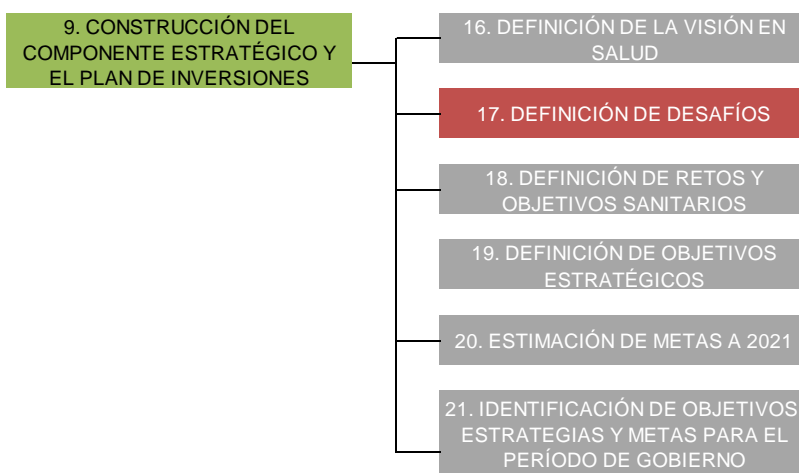 9. CONSTRUCCIÓN DEL
COMPONENTE ESTRATÉGICO Y
EL PLAN DE INVERSIONES
16. DEFINICIÓN DE LA VISIÓN EN
SALUD
17. DEFINICIÓN DE DESAFÍOS
18. DEFINICIÓN DE RETOS Y
OBJETIVOS SANITARIOS
19. DEFINICIÓN DE OBJETIVOS
ESTRATÉGICOS
20. ESTIMACIÓN DE METAS A 2021
21. IDENTIFICACIÓN DE OBJETIVOS
ESTRATEGIAS Y METAS PARA EL
PERÍODO DE GOBIERNO